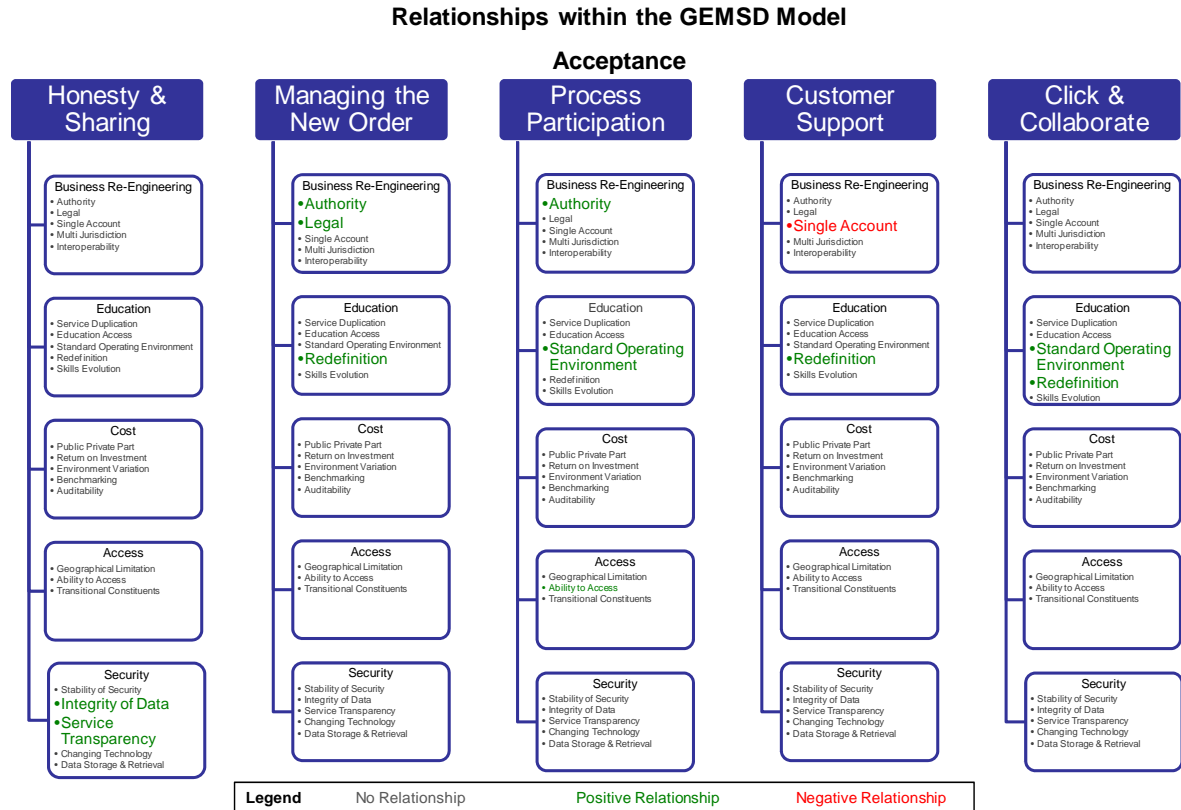 Relationships within the GEMSD Model
Acceptance
Honesty &
Sharing
Business Re-Engineering
• Authority
• Legal
• Single Account
• Multi Jurisdiction
• Interoperability
Education
• Service Duplication
• Education Access
• Standard Operating Environment
• Redefinition
• Skills Evolution
Cost
• Public Private Part
• Return on Investment
• Environment Variation
• Benchmarking
• Auditability
Access
• Geographical Limitation
• Ability to Access
• Transitional Constituents
Security
• Stability of Security
•Integrity of Data
•Service
Transparency
• Changing Technology
• Data Storage & Retrieval
Managing the
New Order
Business Re-Engineering
•Authority
•Legal
• Single Account
• Multi Jurisdiction
• Interoperability
Education
• Service Duplication
• Education Access
• Standard Operating Environment
•Redefinition
• Skills Evolution
Cost
• Public Private Part
• Return on Investment
• Environment Variation
• Benchmarking
• Auditability
Access
• Geographical Limitation
• Ability to Access
• Transitional Constituents
Security
• Stability of Security
• Integrity of Data
• Service Transparency
• Changing Technology
• Data Storage & Retrieval
Process
Participation
Business Re-Engineering
•Authority
• Legal
• Single Account
• Multi Jurisdiction
• Interoperability
Education
• Service Duplication
• Education Access
•Standard Operating
Environment
• Redefinition
• Skills Evolution
Cost
• Public Private Part
• Return on Investment
• Environment Variation
• Benchmarking
• Auditability
Access
• Geographical Limitation
• Ability to Access
• Transitional Constituents
Security
• Stability of Security
• Integrity of Data
• Service Transparency
• Changing Technology
• Data Storage & Retrieval
Customer
Support
Business Re-Engineering
• Authority
• Legal
•Single Account
• Multi Jurisdiction
• Interoperability
Education
• Service Duplication
• Education Access
• Standard Operating Environment
•Redefinition
• Skills Evolution
Cost
• Public Private Part
• Return on Investment
• Environment Variation
• Benchmarking
• Auditability
Access
• Geographical Limitation
• Ability to Access
• Transitional Constituents
Security
• Stability of Security
• Integrity of Data
• Service Transparency
• Changing Technology
• Data Storage & Retrieval
Click &
Collaborate
Business Re-Engineering
• Authority
• Legal
• Single Account
• Multi Jurisdiction
• Interoperability
Education
• Service Duplication
• Education Access
•Standard Operating
Environment
•Redefinition
• Skills Evolution
Cost
• Public Private Part
• Return on Investment
• Environment Variation
• Benchmarking
• Auditability
Access
• Geographical Limitation
• Ability to Access
• Transitional Constituents
Security
• Stability of Security
• Integrity of Data
• Service Transparency
• Changing Technology
• Data Storage & Retrieval
Legend No Relationship Positive Relationship Negative Relationship